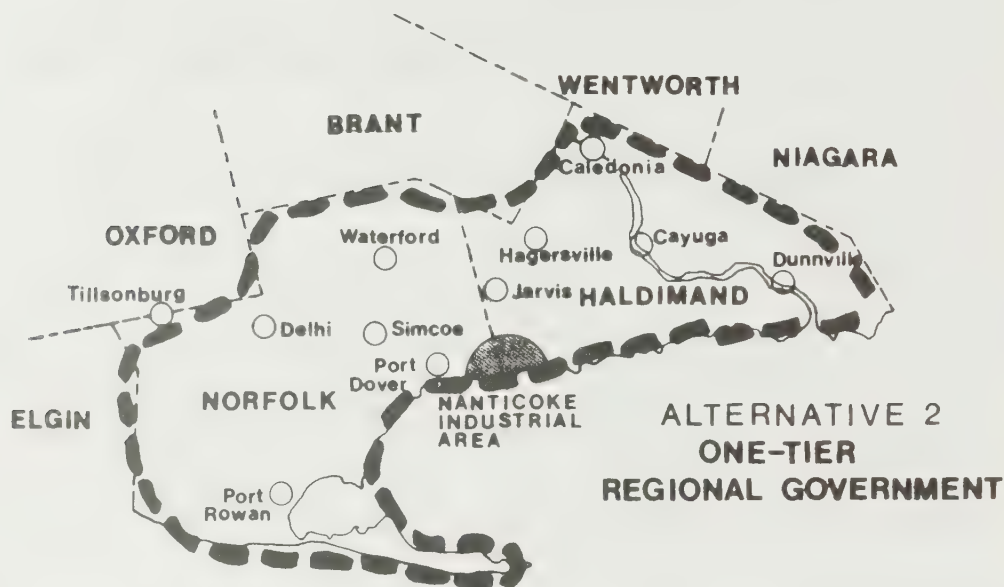 WENTWORTH
BRANT
NIAGARA
Caledonia
OXFORD
Waterford
Hagersville
Cayuga
Dunnvill
Tillsonburg
Jarvis
HALDIMAND
Delhi
Simcoe
Port
Dover
NORFOLK
ELGIN
NANTICOKE
INDUSTRIAL
AREA
ALTERNATIVE 2
ONE-TIER
REGIONAL GOVERNMENT
Port
Rowan